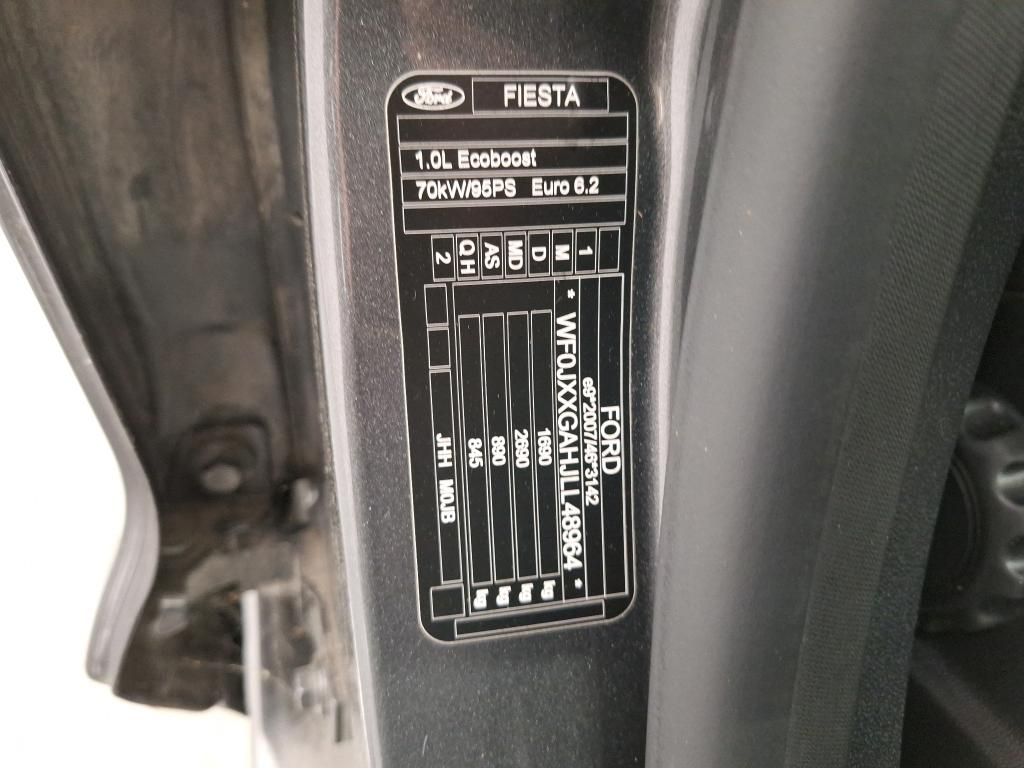 Ford FIESTA
1.0L Ecoboost
70kW/95PS Euro 6.2
FORD
e9*2007/46*3142
* WF0JXXGAHJLL48964 *
1690 kg
2690 kg
890 kg
845 kg
JHH M0JB
1
M
D
MD
AS
QH
2